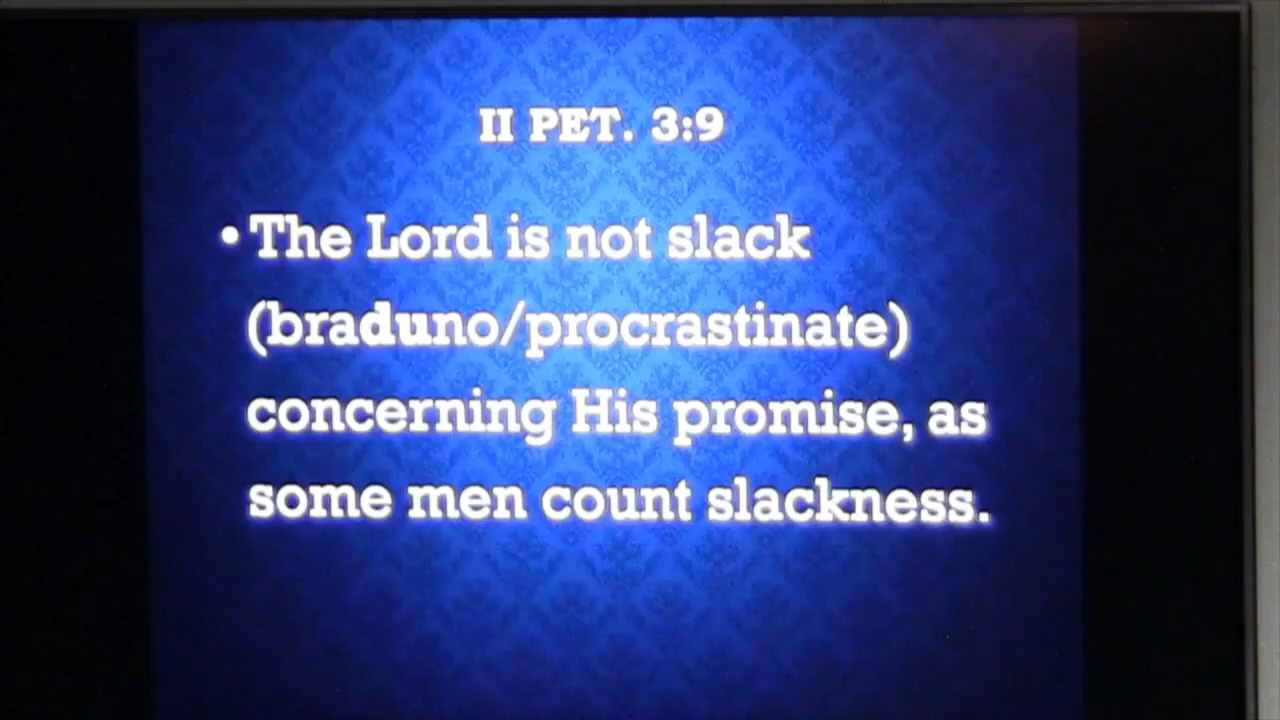 II PET. 3:9
• The Lord is not slack
(braduno/procrastinate)
concerning His promise, as
some men count slackness.